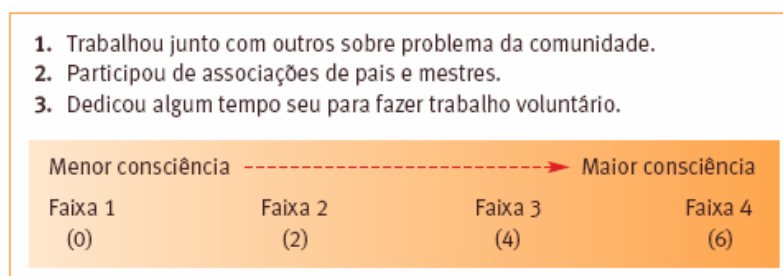 1. Trabalhou junto com outros sobre problema da comunidade.
2. Participou de associações de pais e mestres.
3. Dedicou algum tempo seu para fazer trabalho voluntário.
Menor consciência Maior consciência
Faixa 1 Faixa 2 Faixa 3 Faixa 4
(0) (2) (4) (6)